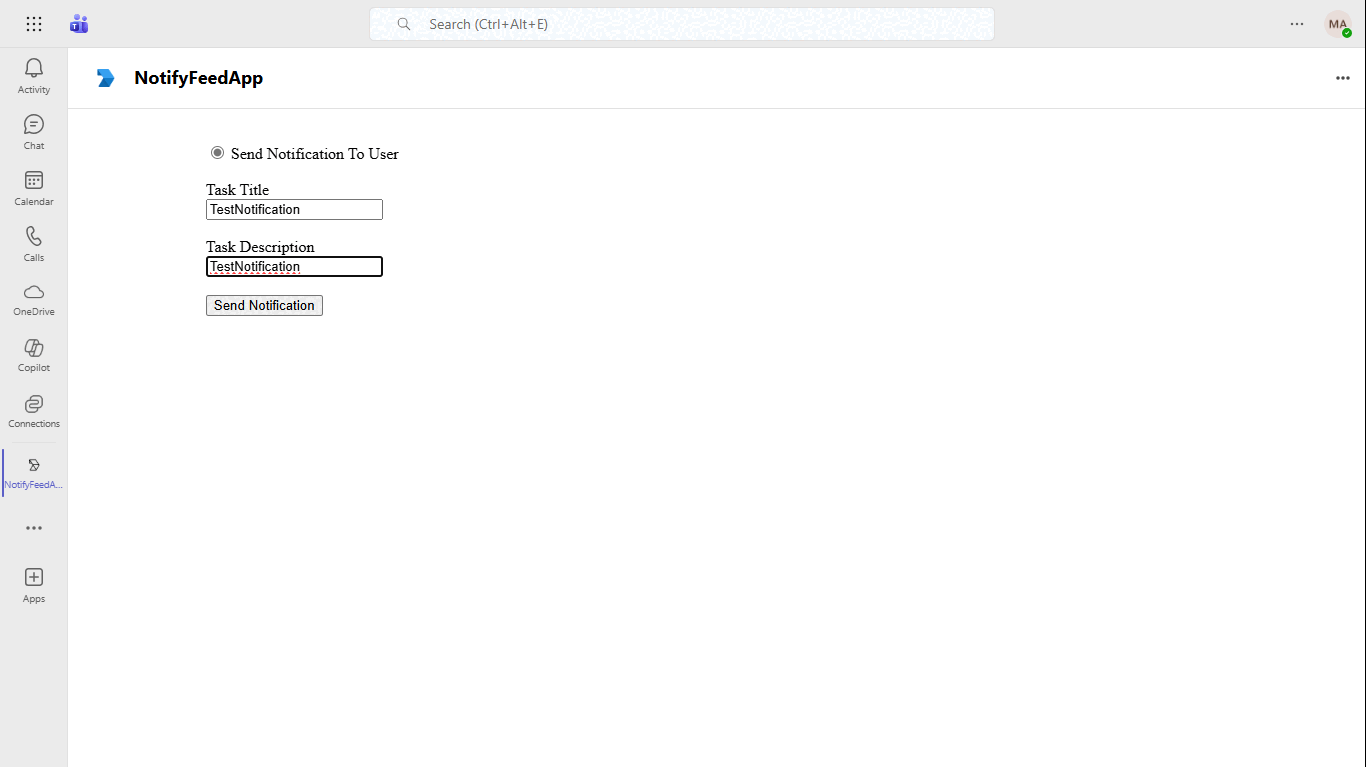 Search (Ctrl+Alt+E)
MA
Activity
Chat
Calendar
Calls
OneDrive
Copilot
Connections
NotifyFeedA...
Apps
NotifyFeedApp
Send Notification To User
Task Title
TestNotification
Task Description
TestNotification
Send Notification